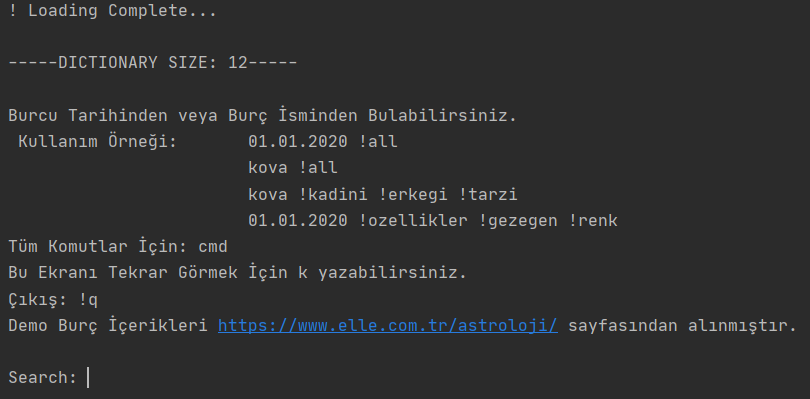 ! Loading Complete...
-----DICTIONARY SIZE: 12-----
Burcu Tarihinden veya Burç İsminden Bulabilirsiniz.
Kullanım Örneği: 01.01.2020 !all
kova !all
kova !kadini !erkegi !tarzi
01.01.2020 !ozellikler !gezegen !renk
Tüm Komutlar İçin: cmd
Bu Ekranı Tekrar Görmek İçin k yazabilirsiniz.
Çıkış: !q
Demo Burç İçerikleri https://www.elle.com.tr/astroloji/ sayfasından alınmıştır.
Search: